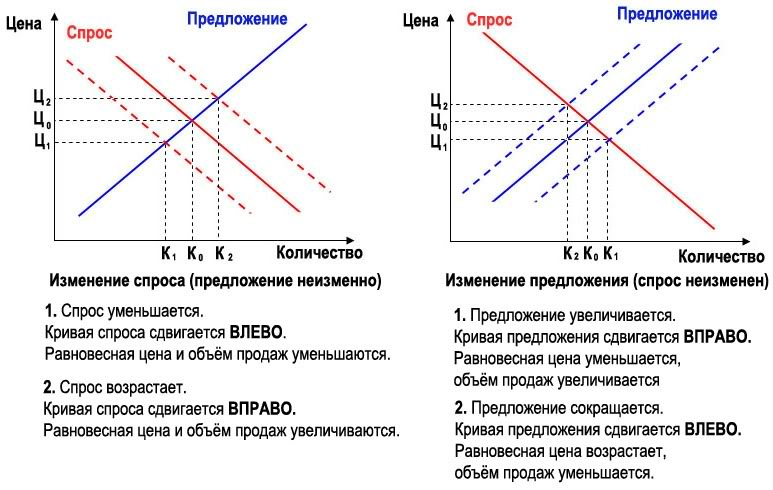 Цена
Спрос
Предложение
Ц₂
Ц₀
Ц₁
К₁ К₀ К₂
Количество
Изменение спроса (предложение неизменно)
1. Спрос уменьшается.
Кривая спроса сдвигается ВЛЕВО.
Равновесная цена и объём продаж уменьшаются.
2. Спрос возрастает.
Кривая спроса сдвигается ВПРАВО.
Равновесная цена и объём продаж увеличиваются.
Цена
Спрос
Предложение
Ц₂
Ц₀
Ц₁
К₂ К₀ К₁
Количество
Изменение предложения (спрос неизменен)
1. Предложение увеличивается.
Кривая предложения сдвигается ВПРАВО.
Равновесная цена уменьшается,
объём продаж увеличивается
2. Предложение сокращается.
Кривая предложения сдвигается ВЛЕВО.
Равновесная цена возрастает,
объём продаж уменьшается.